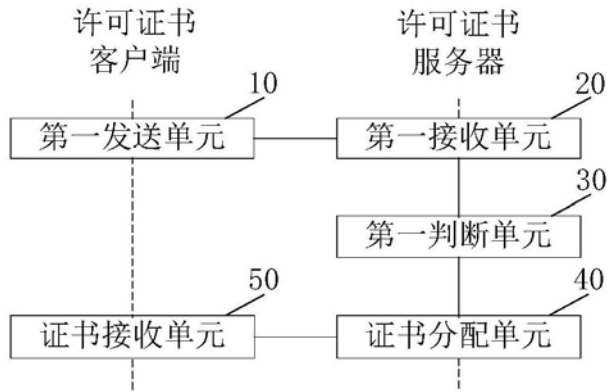 许可证书
客户端
许可证书
服务器
10
20
第一发送单元
第一接收单元
30
第一判断单元
50
40
证书接收单元
证书分配单元